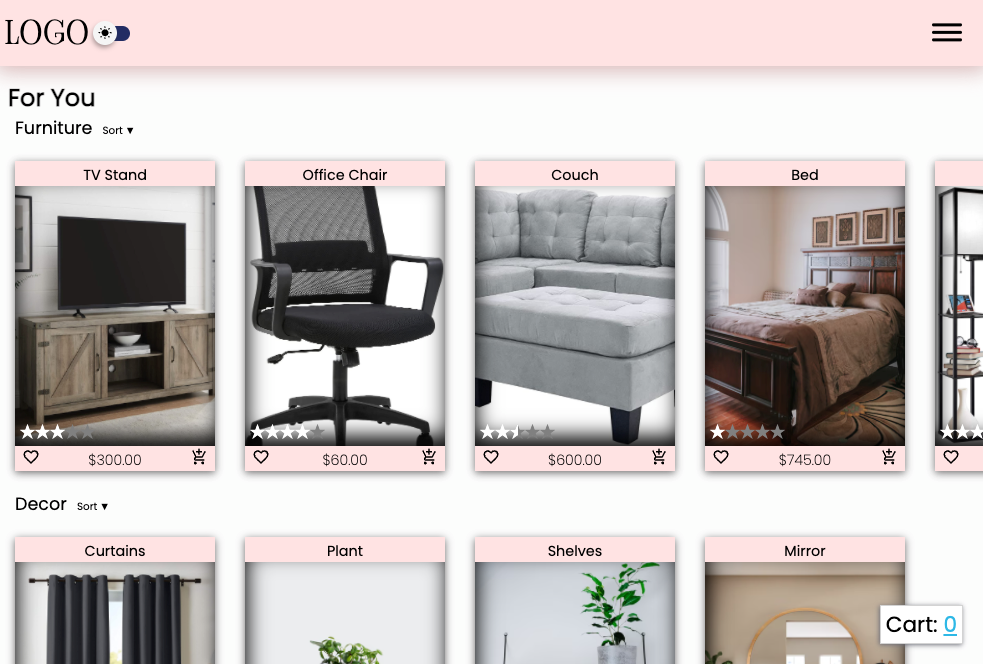 LOGO
For You
Furniture Sort ▼
TV Stand Office Chair Couch Bed
$300.00 $60.00 $600.00 $745.00
Decor Sort ▼
Curtains Plant Shelves Mirror
Cart: 0